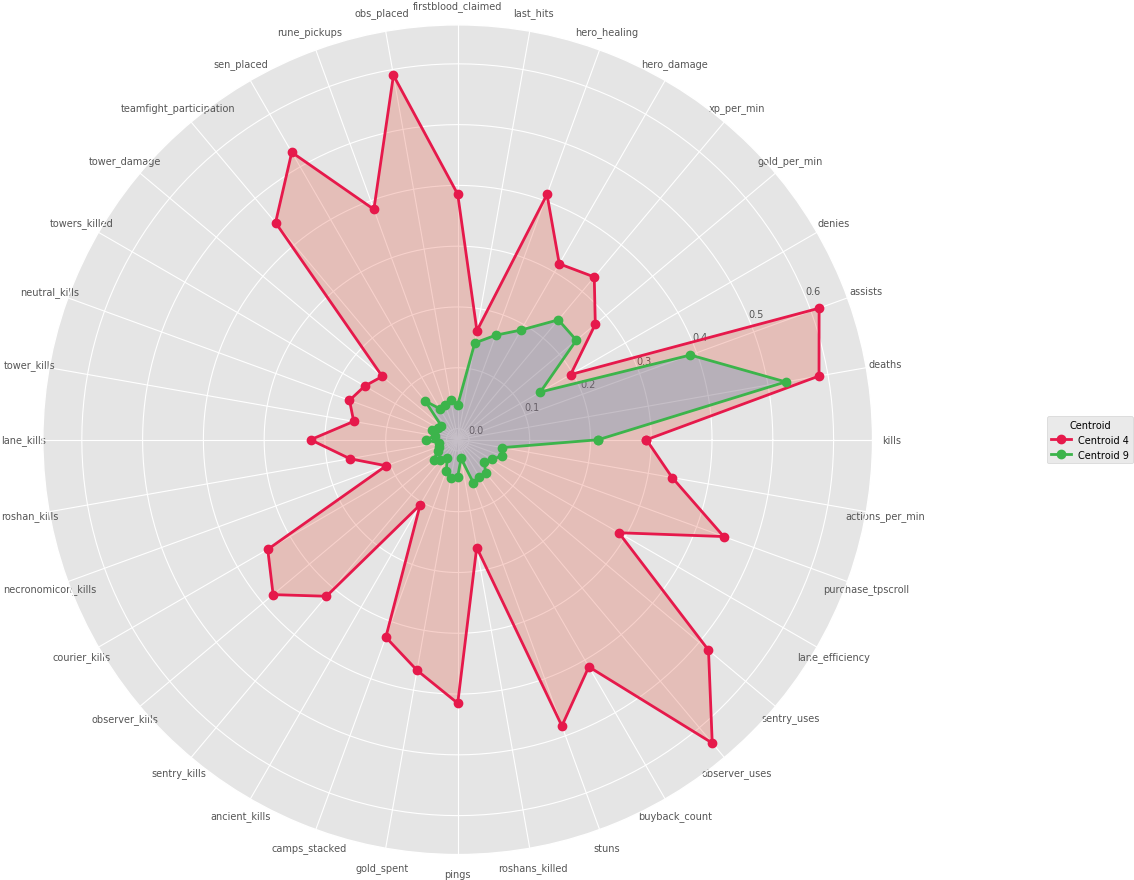 firstblood_claimed
obs_placed
last_hits
rune_pickups
hero_healing
sen_placed
hero_damage
teamfight_participation
xp_per_min
tower_damage
gold_per_min
towers_killed
denies
neutral_kills
assists
0.6
0.5
0.4
tower_kills
0.3
deaths
0.2
0.1
0.0
lane_kills
kills
Centroid
Centroid 4
Centroid 9
roshan_kills
actions_per_min
necronomicon_kills
purchase_tpscroll
courier_kills
lane_efficiency
observer_kills
sentry_uses
sentry_kills
observer_uses
ancient_kills
buyback_count
camps_stacked
stuns
gold_spent
roshans_killed
pings